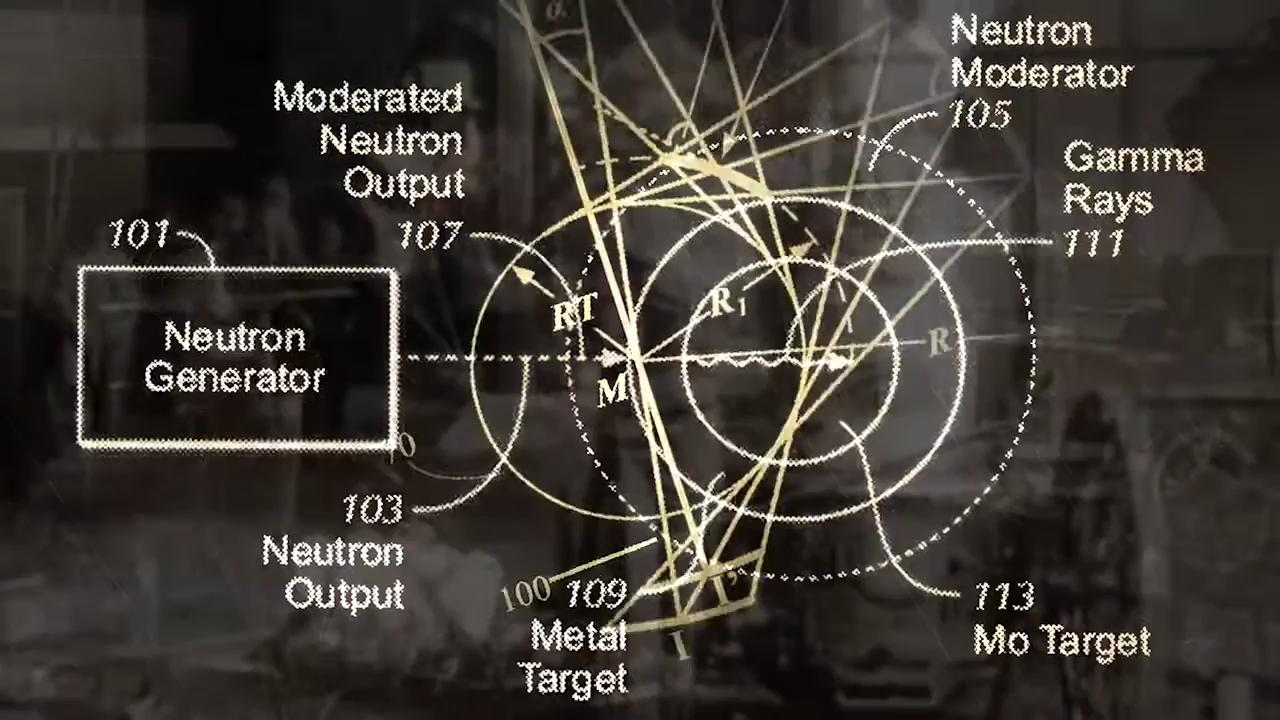 α
Neutron
Moderator
105
Moderated
Neutron
Output
107
Gamma
Rays
111
101
Neutron
Generator
RT
R1
R
M
0
103
Neutron
Output
100
109
Metal
Target
I'
I
113
Mo Target